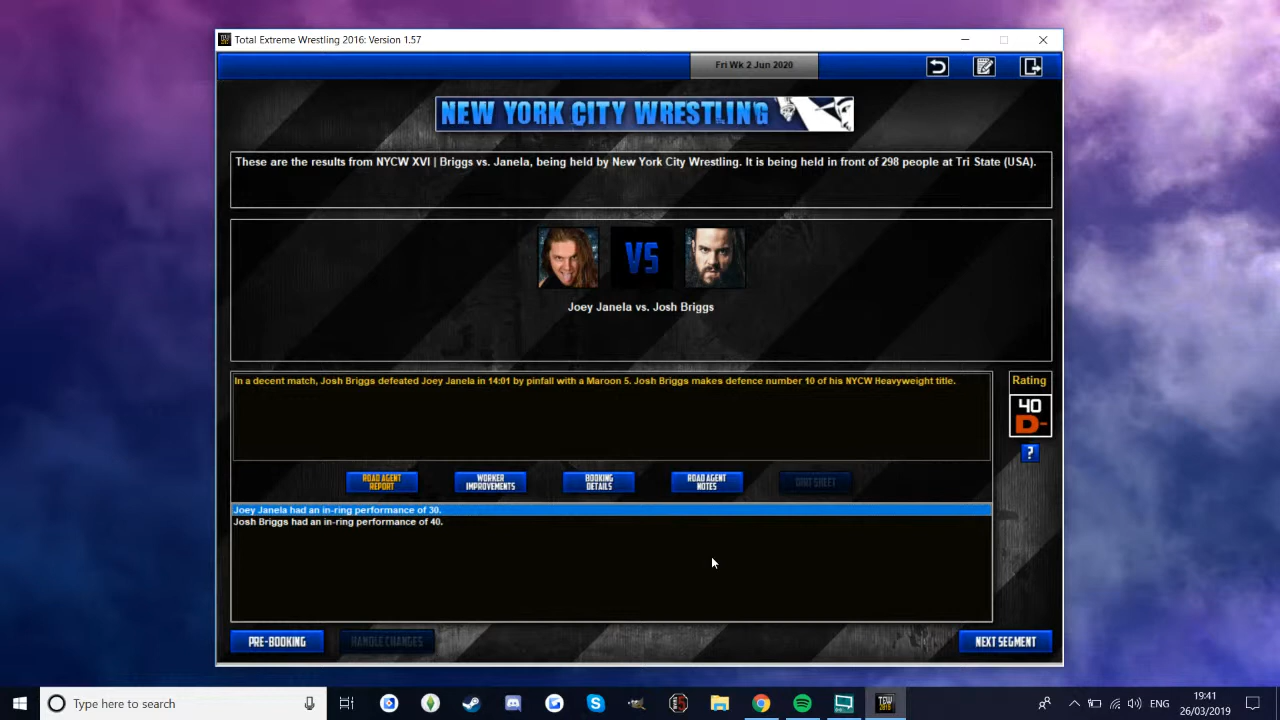 Total Extreme Wrestling 2016: Version 1.57
Fri Wk 2 Jun 2020
NEW YORK CITY WRESTLING
These are the results from NYCW XVI | Briggs vs. Janela, being held by New York City Wrestling. It is being held in front of 298 people at Tri State (USA).
VS
Joey Janela vs. Josh Briggs
In a decent match, Josh Briggs defeated Joey Janela in 14:01 by pinfall with a Maroon 5. Josh Briggs makes defence number 10 of his NYCW Heavyweight title.
Rating
40
D-
?
ROAD AGENT
REPORT
WORKER
IMPROVEMENTS
BOOKING
DETAILS
ROAD AGENT
NOTES
DIRT SHEET
Joey Janela had an in-ring performance of 30.
Josh Briggs had an in-ring performance of 40.
PRE-BOOKING
HANDLE CHANGES
NEXT SEGMENT
Type here to search
ENG
19:41
26/03/2019